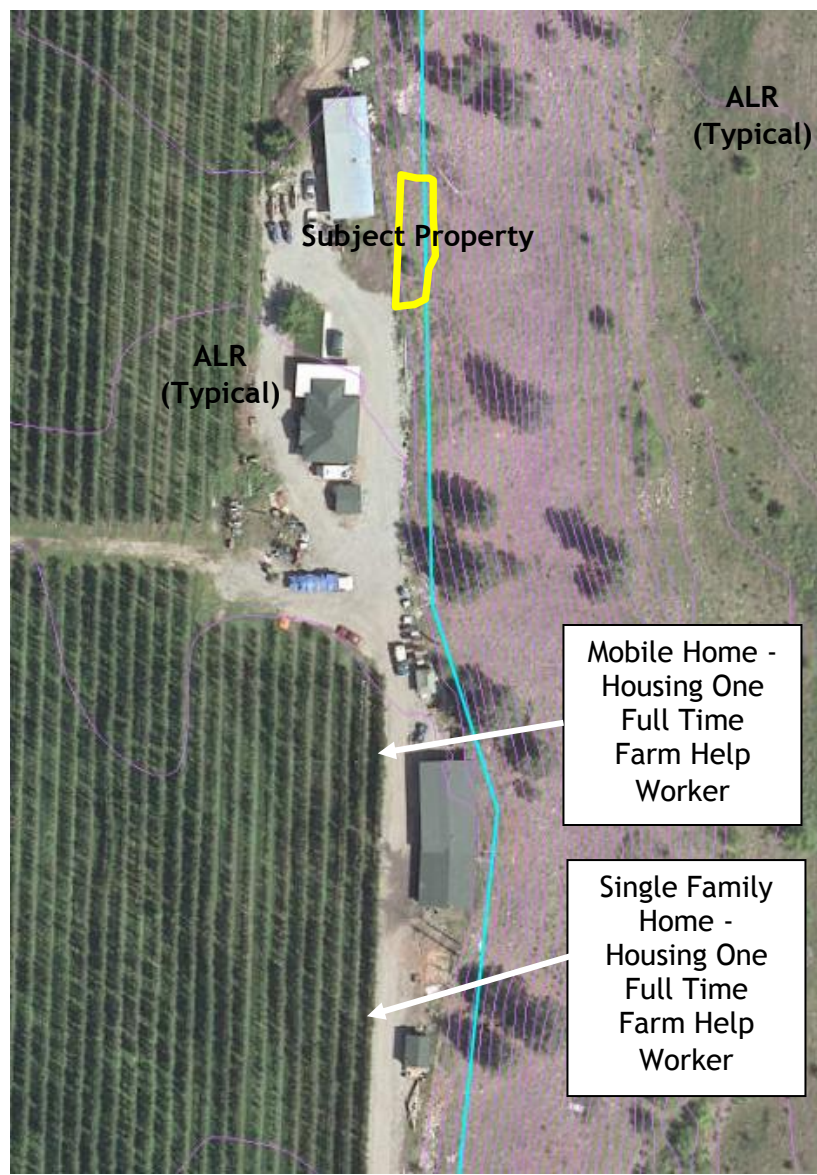 ALR
(Typical)
Subject Property
ALR
(Typical)
Mobile Home -
Housing One
Full Time
Farm Help
Worker
Single Family
Home -
Housing One
Full Time
Farm Help
Worker